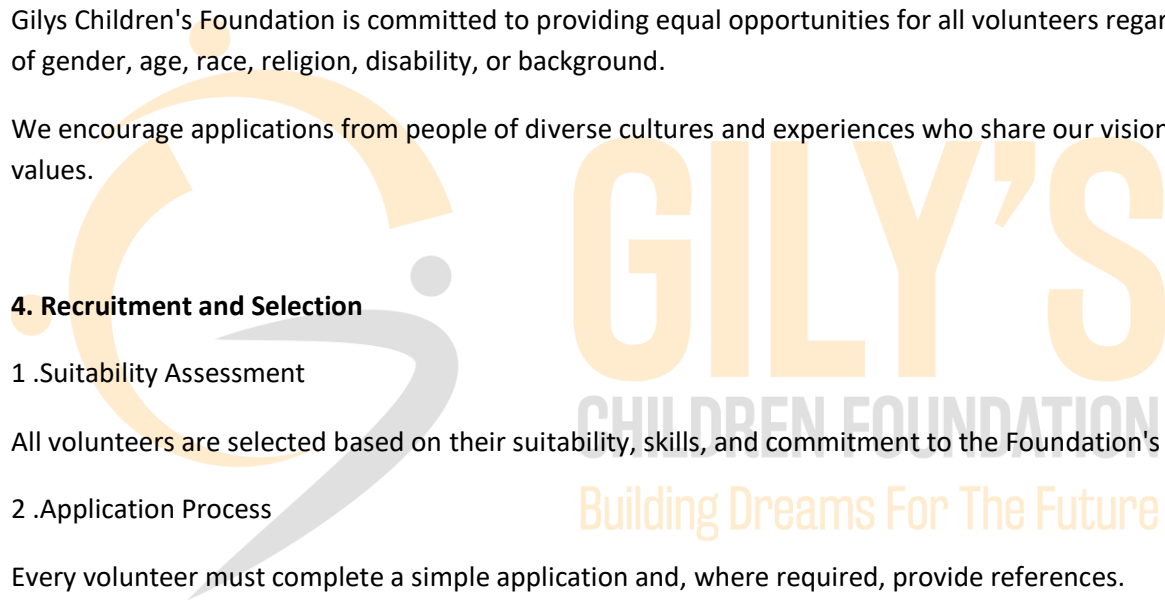 Gilys Children's Foundation is committed to providing equal opportunities for all volunteers regar
of gender, age, race, religion, disability, or background.
We encourage applications from people of diverse cultures and experiences who share our vision
values.
4. Recruitment and Selection
1 .Suitability Assessment
All volunteers are selected based on their suitability, skills, and commitment to the Foundation's
2 .Application Process
Every volunteer must complete a simple application and, where required, provide references.
GILY'S
CHILDREN FOUNDATION
Building Dreams For The Future